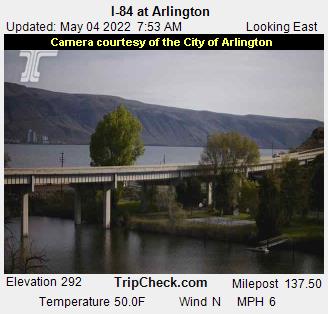 I-84 at Arlington
Updated: May 04 2022 7:53 AM Looking East
Camera courtesy of the City of Arlington
Elevation 292 TripCheck.com Milepost 137.50
Temperature 50.0F Wind N MPH 6